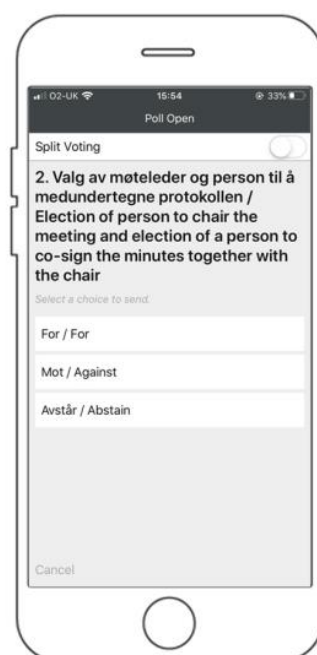 O2-UK 15:54 33%
Poll Open
Split Voting
2. Valg av møteleder og person til å
medundertegne protokollen /
Election of person to chair the
meeting and election of a person to
co-sign the minutes together with
the chair
Select a choice to send.
For / For
Mot / Against
Avstår / Abstain
Cancel